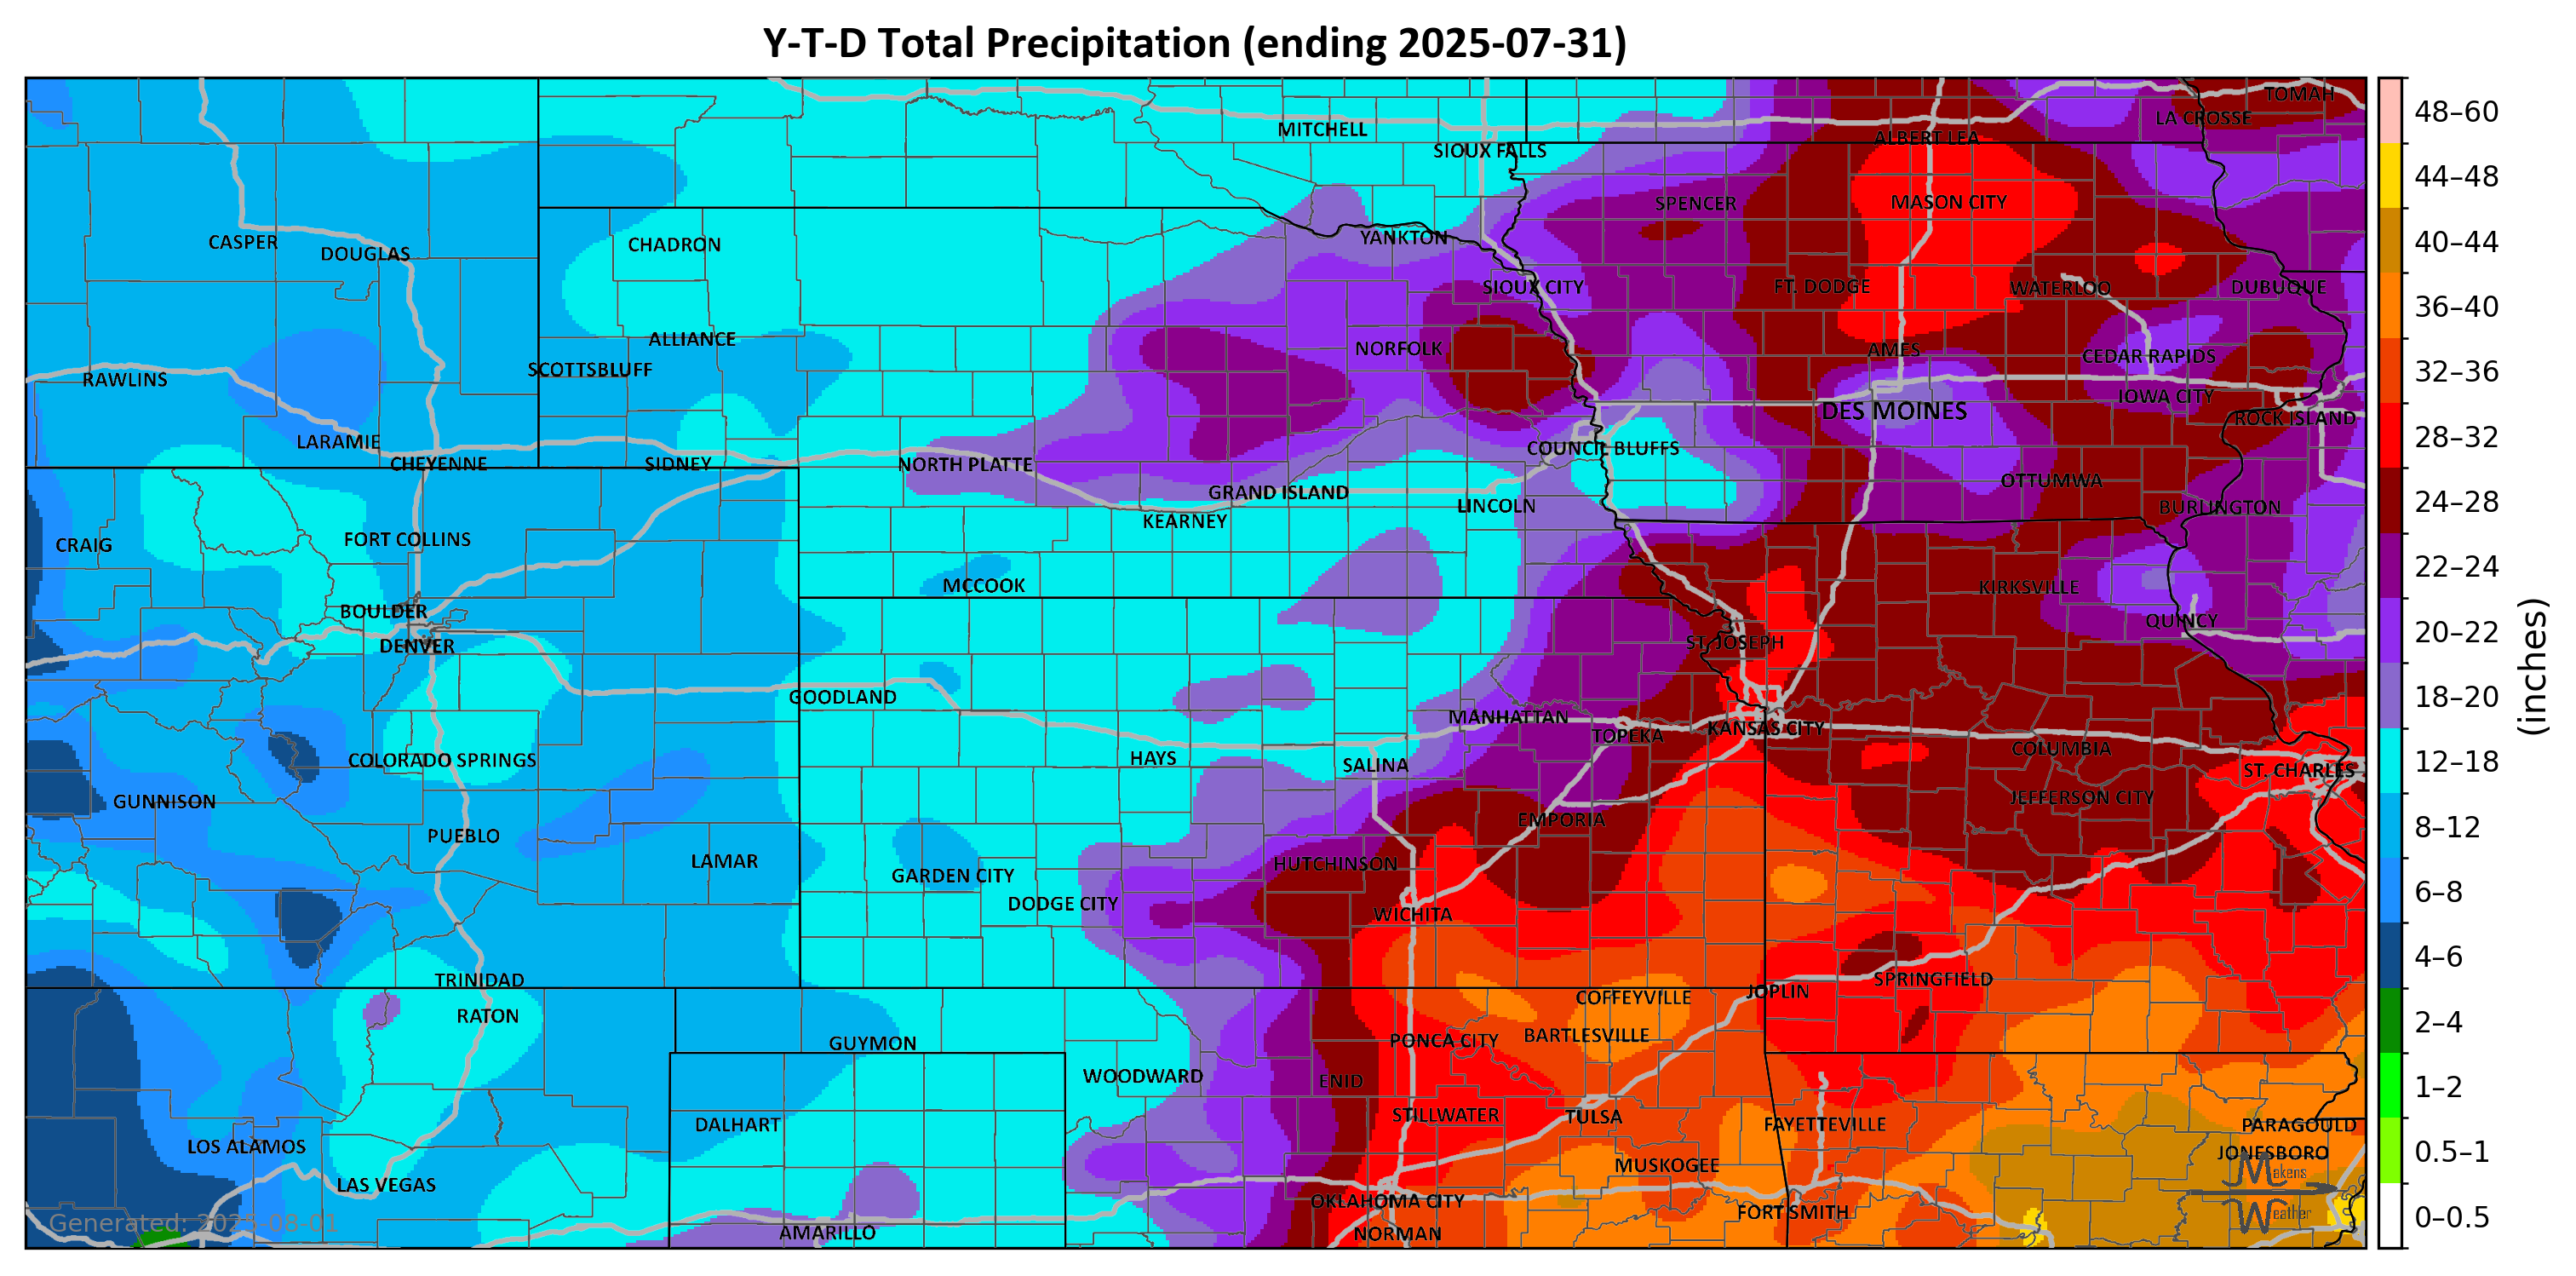 Y-T-D Total Precipitation (ending 2025-07-31)
TOMAH
LA CROSSE
MITCHELL
ALBERT LEA
SIOUX FALLS
SPENCER
MASON CITY
YANKTON
CASPER
CHADRON
DOUGLAS
SIOUX CITY
FT. DODGE
WATERLOO
DUBUQUE
ALLIANCE
NORFOLK
AMES
CEDAR RAPIDS
SCOTTSBLUFF
RAWLINS
IOWA CITY
DES MOINES
ROCK ISLAND
LARAMIE
COUNCIL BLUFFS
CHEYENNE
SIDNEY
NORTH PLATTE
OTTUMWA
GRAND ISLAND
LINCOLN
BURLINGTON
KEARNEY
CRAIG
FORT COLLINS
MCCOOK
KIRKSVILLE
BOULDER
QUINCY
DENVER
ST. JOSEPH
GOODLAND
MANHATTAN
TOPEKA
KANSAS CITY
COLUMBIA
COLORADO SPRINGS
HAYS
SALINA
ST. CHARLES
GUNNISON
JEFFERSON CITY
PUEBLO
EMPORIA
LAMAR
HUTCHINSON
GARDEN CITY
DODGE CITY
WICHITA
TRINIDAD
SPRINGFIELD
JOPLIN
COFFEYVILLE
RATON
GUYMON
PONCA CITY
BARTLESVILLE
WOODWARD
ENID
DALHART
STILLWATER
TULSA
FAYETTEVILLE
PARAGOULD
LOS ALAMOS
JONESBORO
MUSKOGEE
LAS VEGAS
OKLAHOMA CITY
FORT SMITH
AMARILLO
NORMAN
Makens
Weather
Generated: 2025-08-01
48–60
44–48
40–44
36–40
32–36
28–32
24–28
22–24
20–22
18–20
12–18
8–12
6–8
4–6
2–4
1–2
0.5–1
0–0.5
(inches)